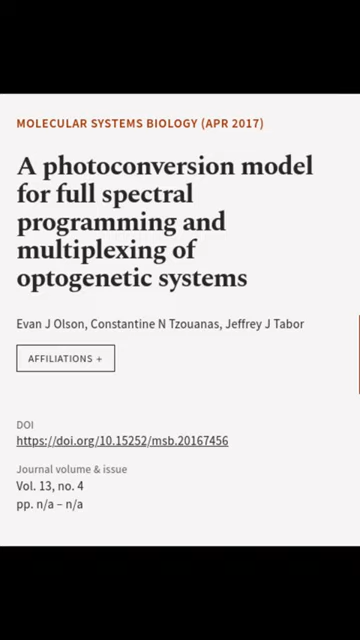 MOLECULAR SYSTEMS BIOLOGY (APR 2017)
A photoconversion model
for full spectral
programming and
multiplexing of
optogenetic systems
Evan J Olson, Constantine N Tzouanas, Jeffrey J Tabor
AFFILIATIONS +
DOI
https://doi.org/10.15252/msb.20167456
Journal volume & issue
Vol. 13, no. 4
pp. n/a – n/a